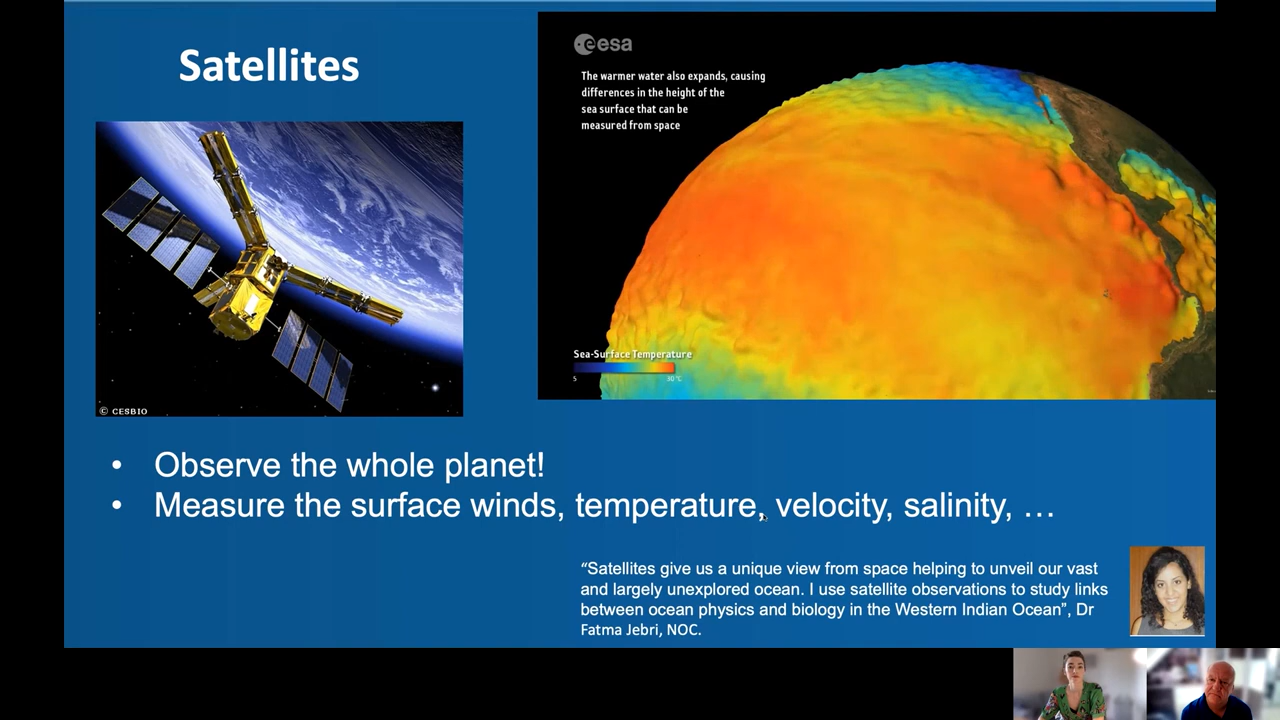 Satellites
© CESBIO
esa
The warmer water also expands, causing
differences in the height of the
sea surface that can be
measured from space
Sea-Surface Temperature
5 30 °C
• Observe the whole planet!
• Measure the surface winds, temperature, velocity, salinity, …
“Satellites give us a unique view from space helping to unveil our vast
and largely unexplored ocean. I use satellite observations to study links
between ocean physics and biology in the Western Indian Ocean”, Dr
Fatma Jebri, NOC.